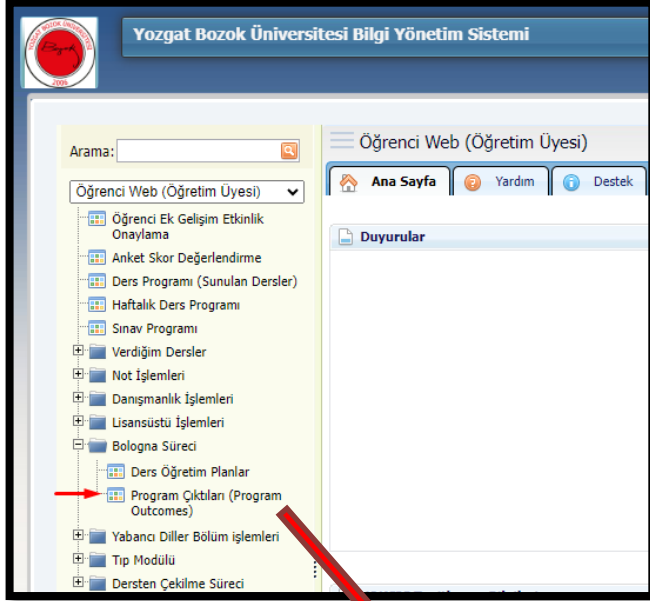 Yozgat Bozok Üniversitesi Bilgi Yönetim Sistemi
Bozok
2006
Arama:
Öğrenci Web (Öğretim Üyesi)
Öğrenci Ek Gelişim Etkinlik
Onaylama
Anket Skor Değerlendirme
Ders Programı (Sunulan Dersler)
Haftalık Ders Programı
Sınav Programı
Verdiğim Dersler
Not İşlemleri
Danışmanlık İşlemleri
Lisansüstü İşlemleri
Bologna Süreci
Ders Öğretim Planlar
Program Çıktıları (Program
Outcomes)
Yabancı Diller Bölüm işlemleri
Tıp Modülü
Dersten Çekilme Süreci
Öğrenci Web (Öğretim Üyesi)
Ana Sayfa
Yardım
Destek
Duyurular